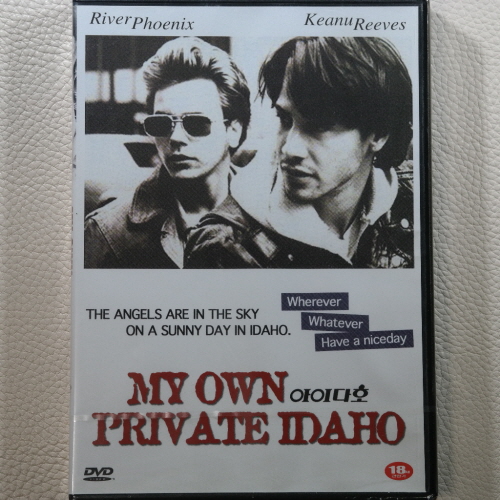 River Phoenix Keanu Reeves
THE ANGELS ARE IN THE SKY
ON A SUNNY DAY IN IDAHO.
Wherever
Whatever
Have a niceday
MY OWN 아이다호
PRIVATE IDAHO
DVD
VIDEO
18